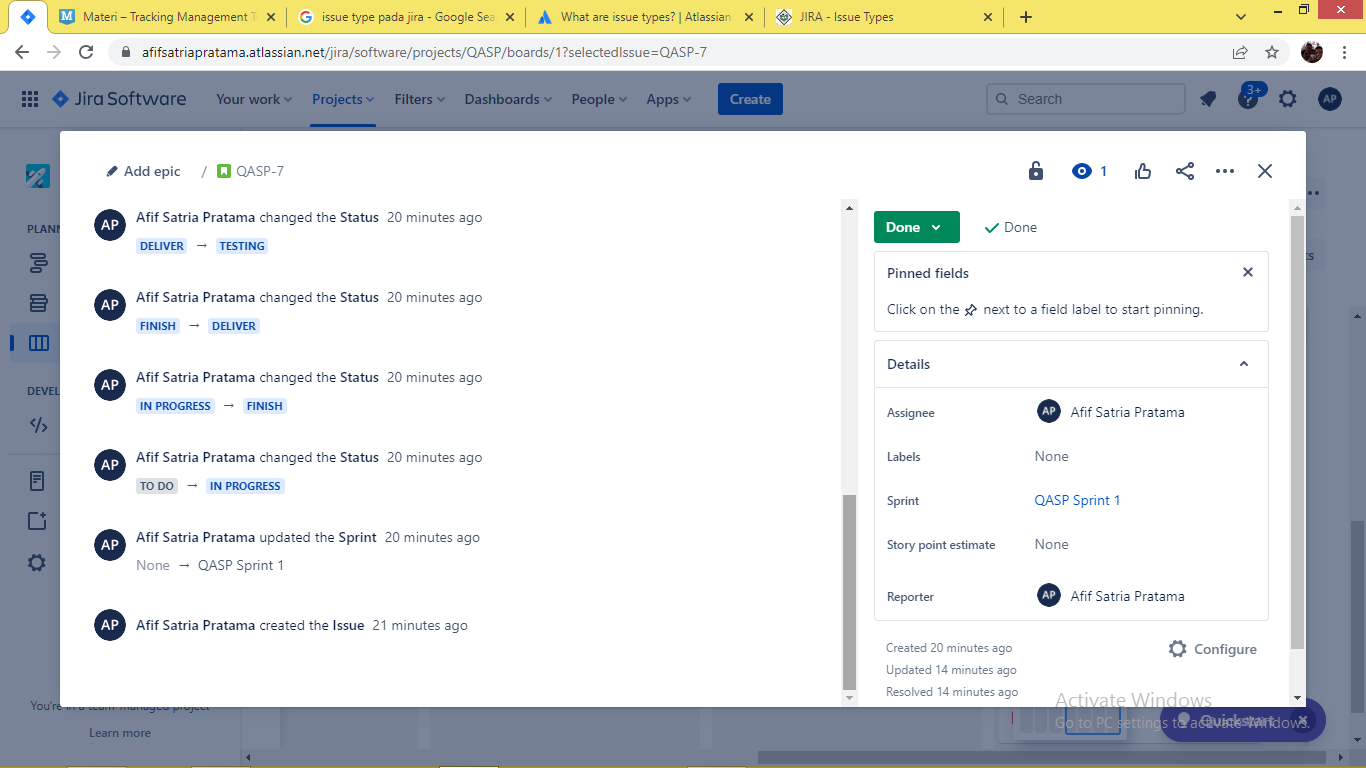 Materi – Tracking Management T
issue type pada jira - Google Sea
What are issue types? | Atlassian
JIRA - Issue Types
afifsatriapratama.atlassian.net/jira/software/projects/QASP/boards/1?selectedIssue=QASP-7
Jira Software
Your work
Projects
Filters
Dashboards
People
Apps
Create
Search
3+
AP
Add epic / QASP-7
1
PLANN
DEVEL
AP Afif Satria Pratama changed the Status 20 minutes ago
DELIVER → TESTING
AP Afif Satria Pratama changed the Status 20 minutes ago
FINISH → DELIVER
AP Afif Satria Pratama changed the Status 20 minutes ago
IN PROGRESS → FINISH
AP Afif Satria Pratama changed the Status 20 minutes ago
TO DO → IN PROGRESS
AP Afif Satria Pratama updated the Sprint 20 minutes ago
None → QASP Sprint 1
AP Afif Satria Pratama created the Issue 21 minutes ago
Done
Done
Pinned fields
Click on the next to a field label to start pinning.
Details
Assignee AP Afif Satria Pratama
Labels None
Sprint QASP Sprint 1
Story point estimate None
Reporter AP Afif Satria Pratama
Created 20 minutes ago
Configure
Updated 14 minutes ago
Resolved 14 minutes ago
You're in a team-managed project
Learn more
Quickstart
Activate Windows
Go to PC settings to activate Windows.